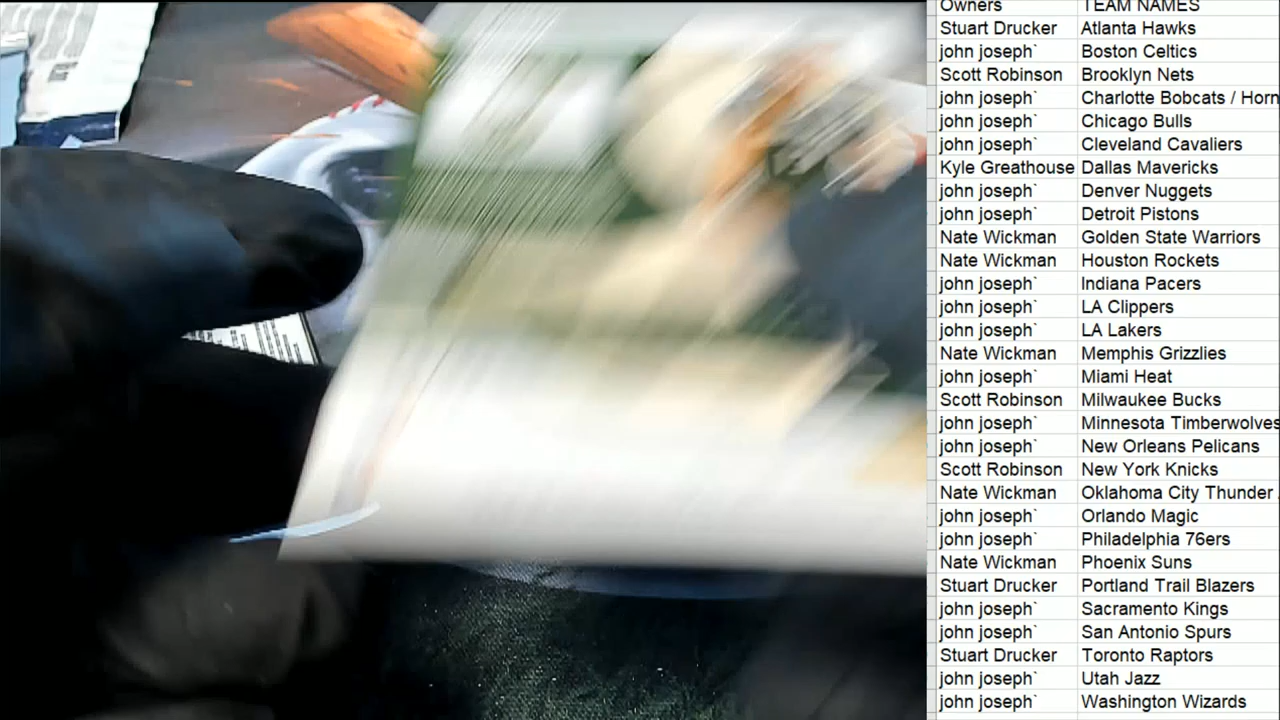 Owners TEAM NAMES
Stuart Drucker Atlanta Hawks
john joseph` Boston Celtics
Scott Robinson Brooklyn Nets
john joseph` Charlotte Bobcats / Horn
john joseph` Chicago Bulls
john joseph` Cleveland Cavaliers
Kyle Greathouse Dallas Mavericks
john joseph` Denver Nuggets
john joseph` Detroit Pistons
Nate Wickman Golden State Warriors
Nate Wickman Houston Rockets
john joseph` Indiana Pacers
john joseph` LA Clippers
john joseph` LA Lakers
Nate Wickman Memphis Grizzlies
john joseph` Miami Heat
Scott Robinson Milwaukee Bucks
john joseph` Minnesota Timberwolves
john joseph` New Orleans Pelicans
Scott Robinson New York Knicks
Nate Wickman Oklahoma City Thunder
john joseph` Orlando Magic
john joseph` Philadelphia 76ers
Nate Wickman Phoenix Suns
Stuart Drucker Portland Trail Blazers
john joseph` Sacramento Kings
john joseph` San Antonio Spurs
Stuart Drucker Toronto Raptors
john joseph` Utah Jazz
john joseph` Washington Wizards